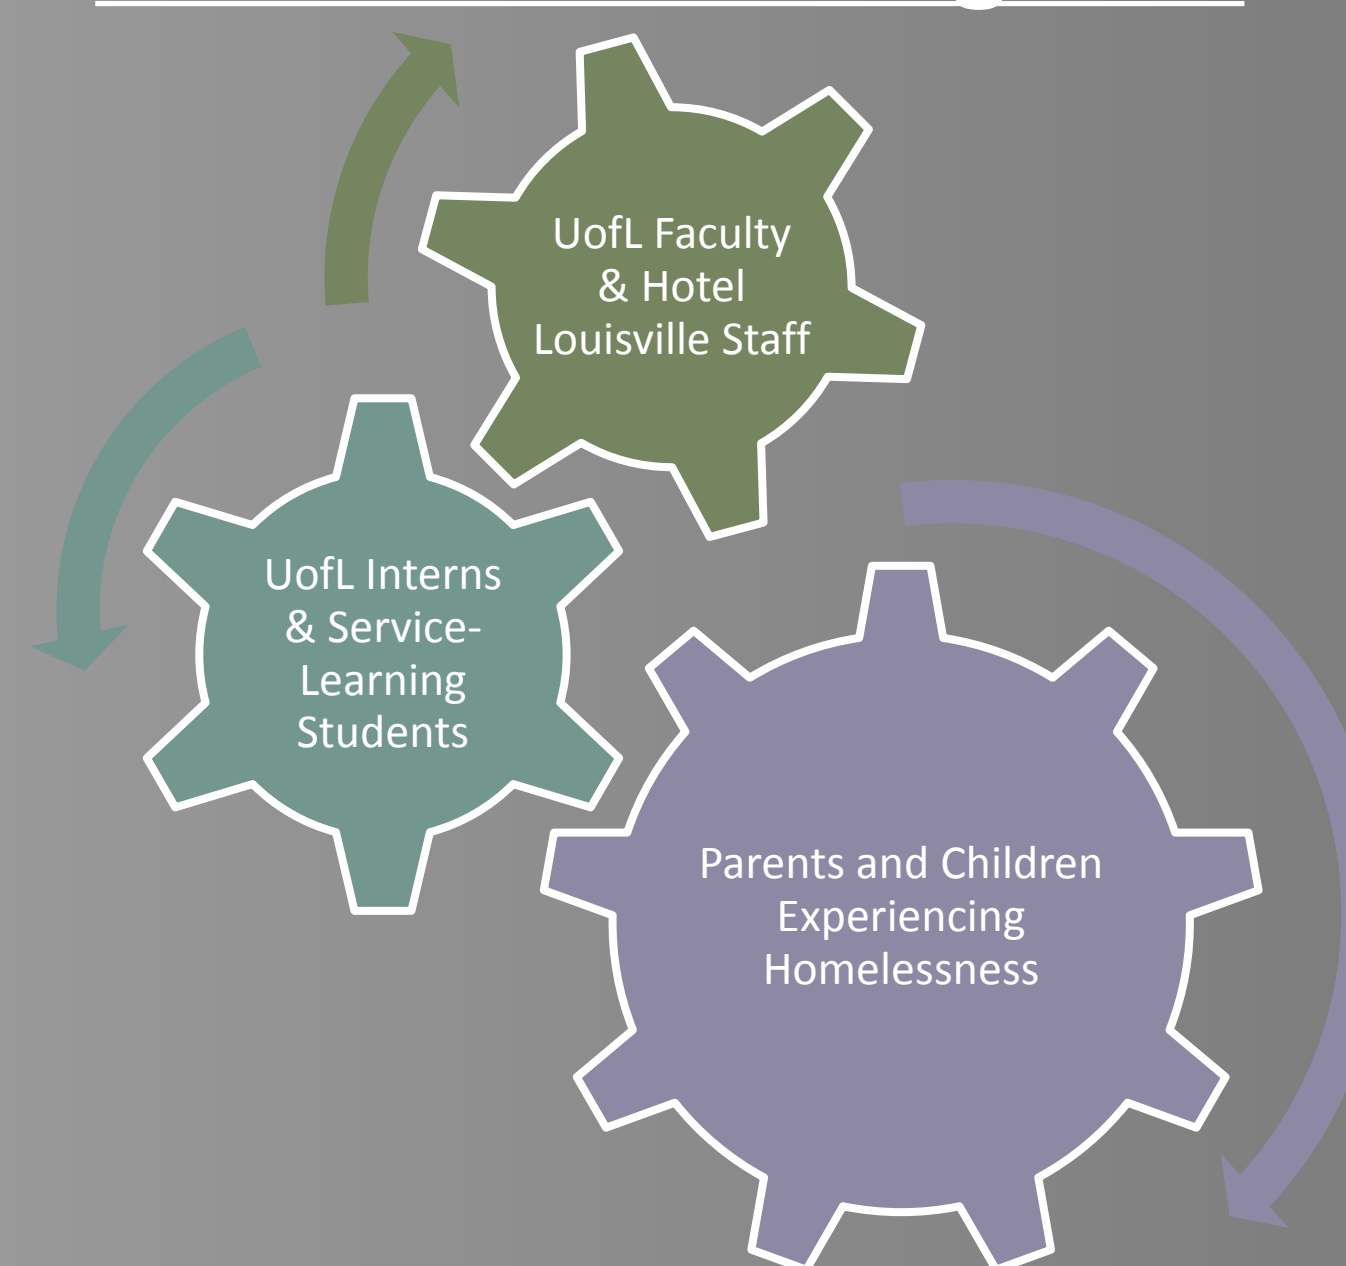 UofL Faculty
& Hotel
Louisville Staff
UofL Interns
& Service-
Learning
Students
Parents and Children
Experiencing
Homelessness